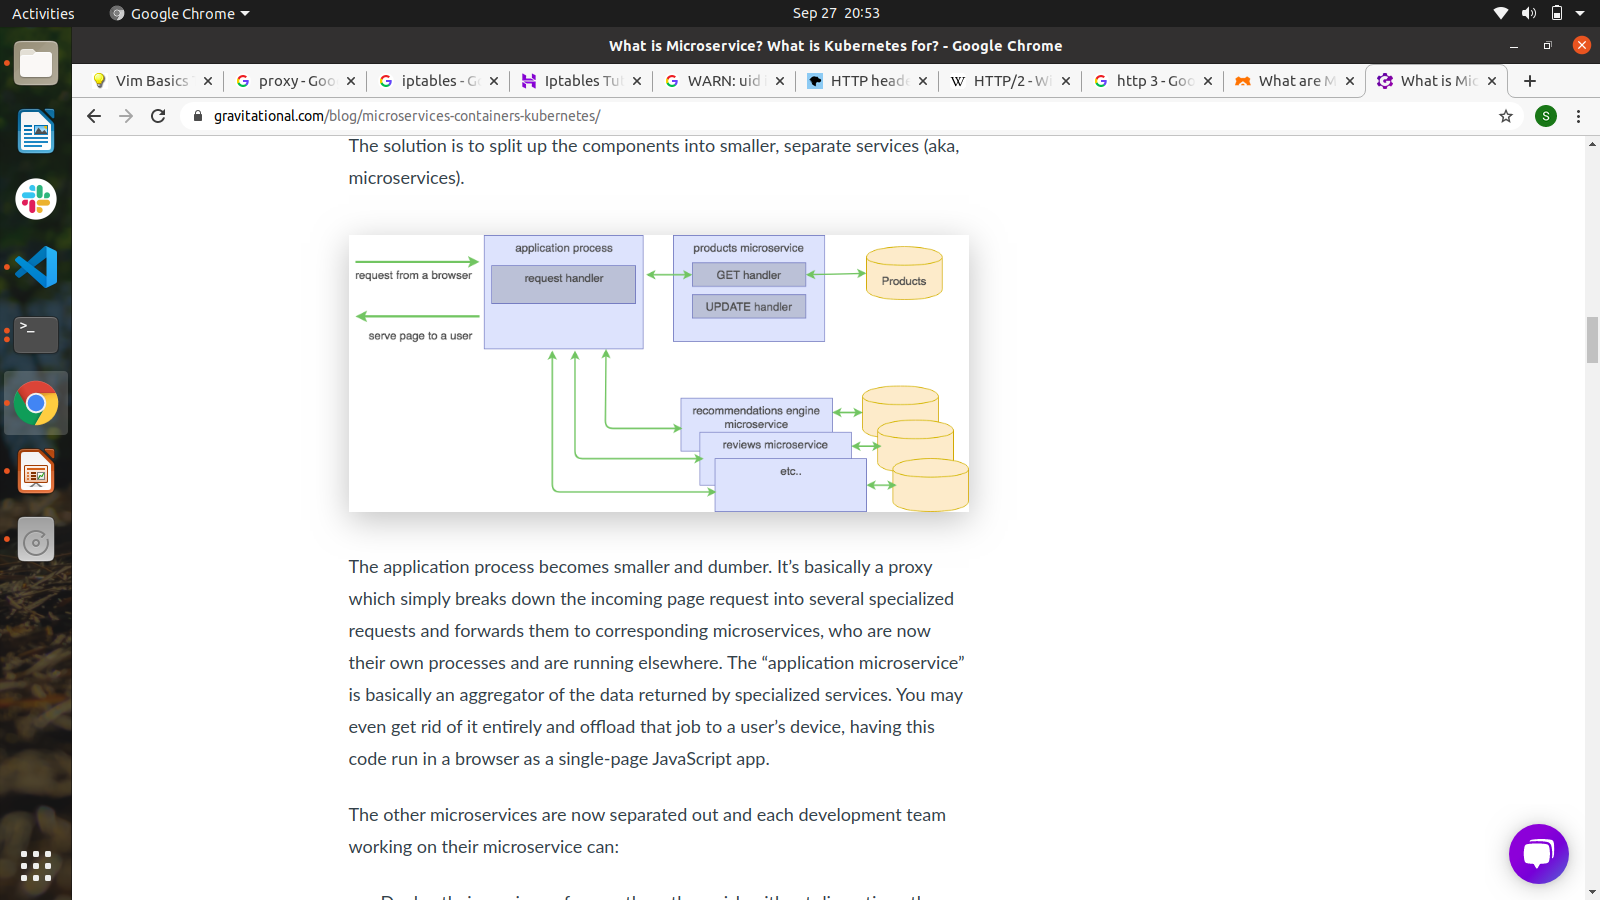 Activities
Google Chrome
Sep 27 20:53
What is Microservice? What is Kubernetes for? - Google Chrome
Vim Basics
proxy - Goo
iptables - G
Iptables Tu
WARN: uid
HTTP heade
HTTP/2 - Wi
http 3 - Goo
What are M
What is Mic
gravitational.com/blog/microservices-containers-kubernetes/
S
The solution is to split up the components into smaller, separate services (aka,
microservices).
application process
request handler
request from a browser
serve page to a user
products microservice
GET handler
UPDATE handler
Products
recommendations engine
microservice
reviews microservice
etc..
The application process becomes smaller and dumber. It’s basically a proxy
which simply breaks down the incoming page request into several specialized
requests and forwards them to corresponding microservices, who are now
their own processes and are running elsewhere. The “application microservice”
is basically an aggregator of the data returned by specialized services. You may
even get rid of it entirely and offload that job to a user’s device, having this
code run in a browser as a single-page JavaScript app.
The other microservices are now separated out and each development team
working on their microservice can: